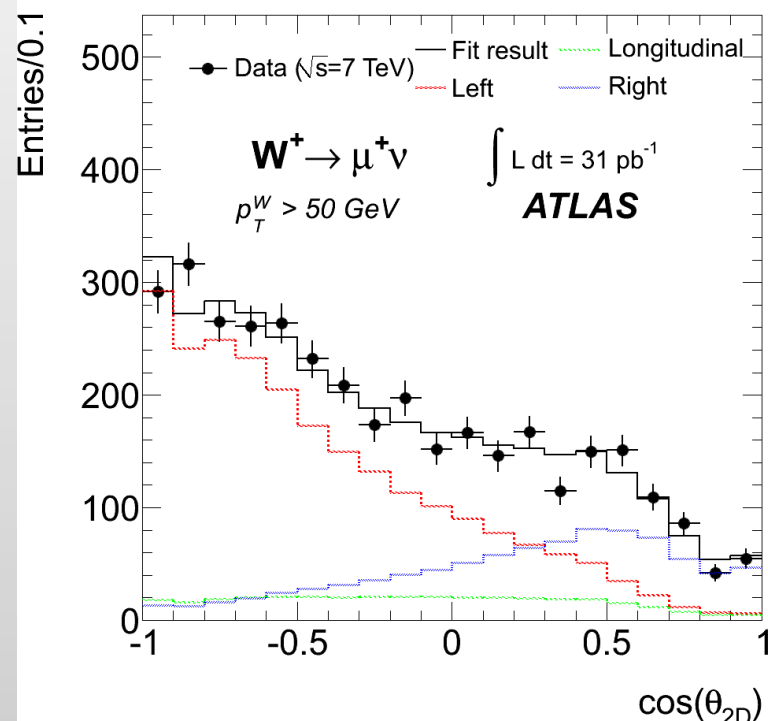 Entries/0.1
500
400
300
200
100
0
Data (√s=7 TeV)
Fit result
Left
Longitudinal
Right
W⁺→ μ⁺ν
p_T^W > 50 GeV
∫ L dt = 31 pb⁻¹
ATLAS
-1 -0.5 0 0.5 1
cos(θ₂D)